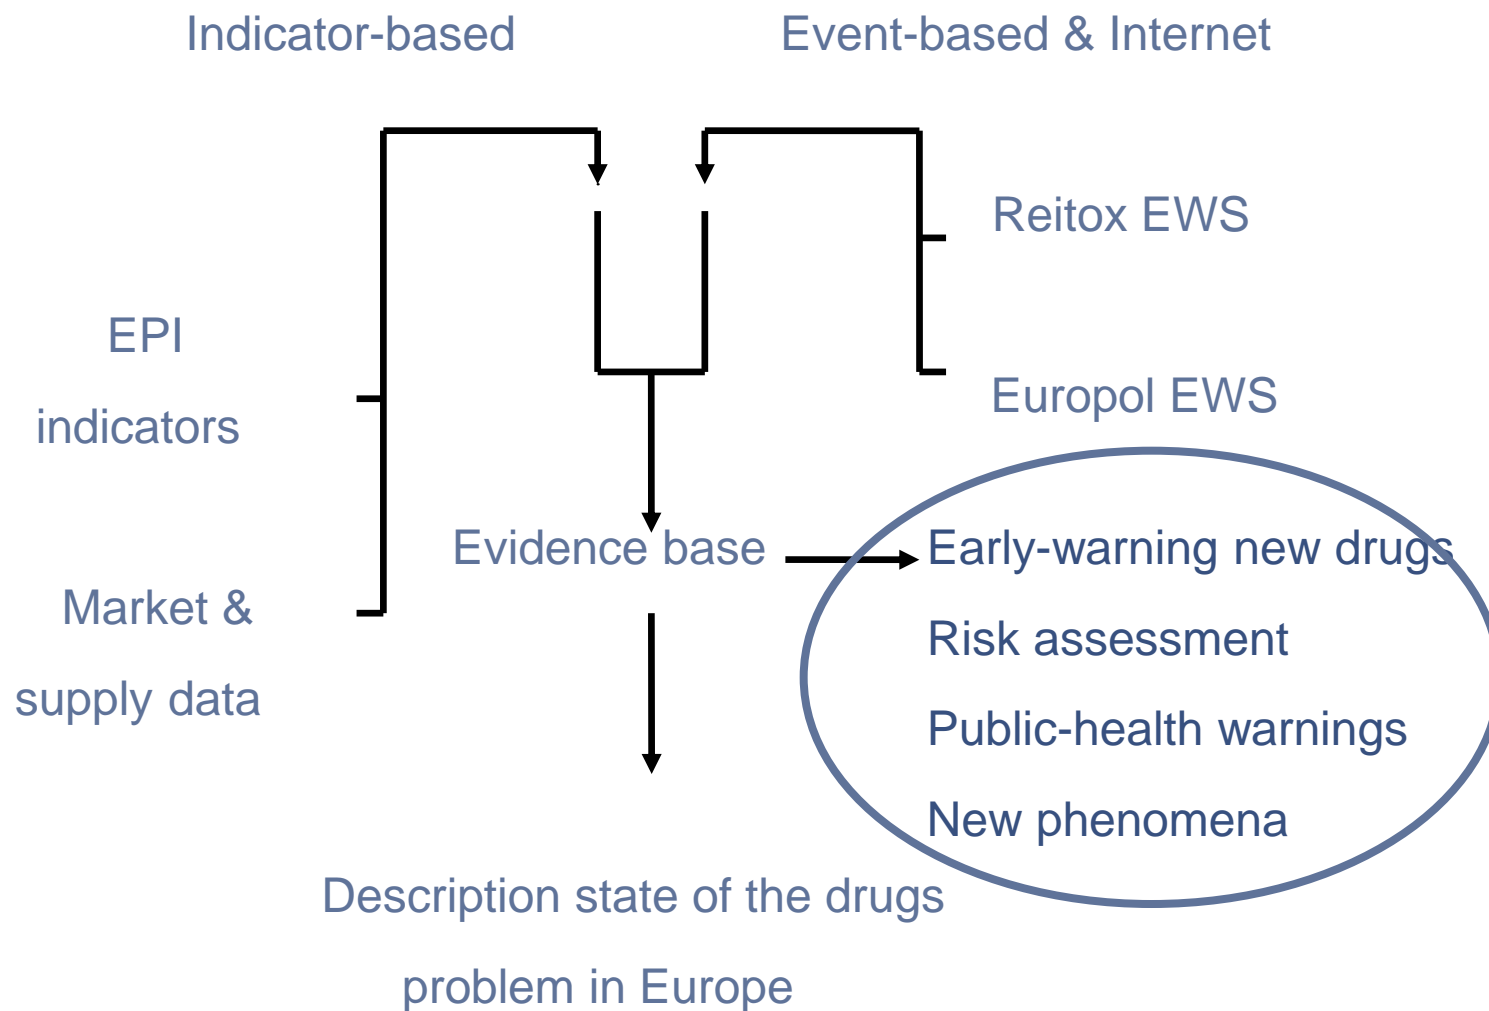 Indicator-based
Event-based & Internet
Reitox EWS
EPI
indicators
Europol EWS
Evidence base
Early-warning new drugs
Market &
supply data
Risk assessment
Public-health warnings
New phenomena
Description state of the drugs
problem in Europe